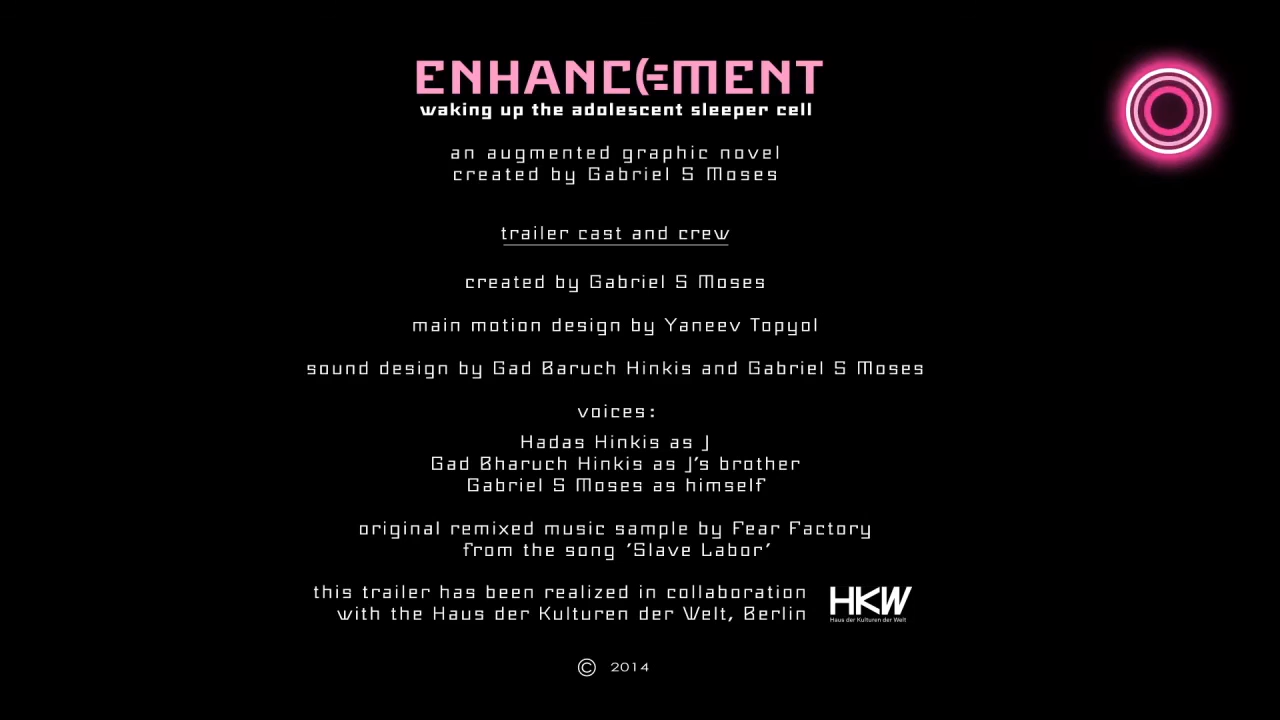 ENHANCEMENT
waking up the adolescent sleeper cell
an augmented graphic novel
created by Gabriel S Moses
trailer cast and crew
created by Gabriel S Moses
main motion design by Yaneev Topyol
sound design by Gad Baruch Hinkis and Gabriel S Moses
voices:
Hadas Hinkis as J
Gad Bharuch Hinkis as J's brother
Gabriel S Moses as himself
original remixed music sample by Fear Factory
from the song 'Slave Labor'
this trailer has been realized in collaboration
with the Haus der Kulturen der Welt, Berlin
HKW
Haus der Kulturen der Welt
© 2014